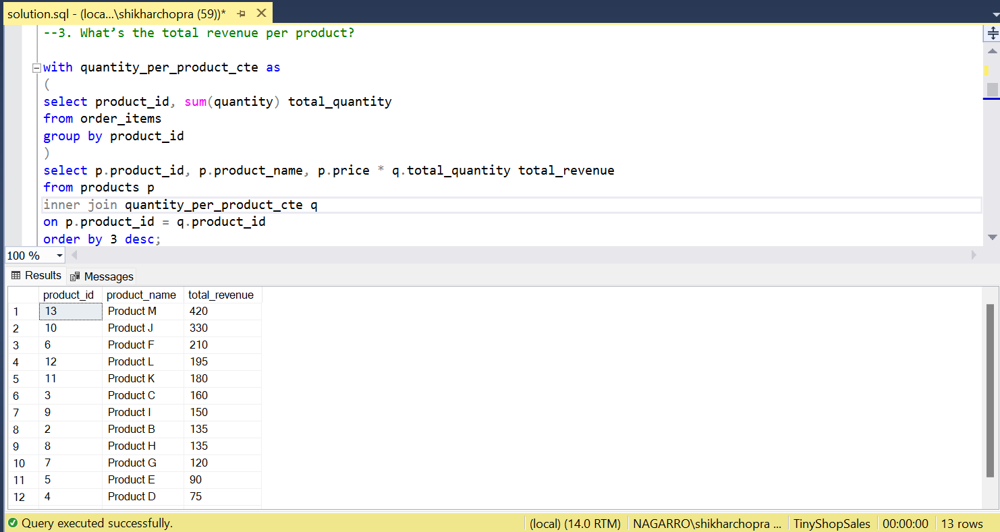 solution.sql - (loca...\shikharchopra (59))*
--3. What’s the total revenue per product?
with quantity_per_product_cte as
(
select product_id, sum(quantity) total_quantity
from order_items
group by product_id
)
select p.product_id, p.product_name, p.price * q.total_quantity total_revenue
from products p
inner join quantity_per_product_cte q
on p.product_id = q.product_id
order by 3 desc;
100 %
Results Messages
product_id product_name total_revenue
1 13 Product M 420
2 10 Product J 330
3 6 Product F 210
4 12 Product L 195
5 11 Product K 180
6 3 Product C 160
7 9 Product I 150
8 2 Product B 135
9 8 Product H 135
10 7 Product G 120
11 5 Product E 90
12 4 Product D 75
Query executed successfully. (local) (14.0 RTM) NAGARRO\shikharchopra ... TinyShopSales 00:00:00 13 rows